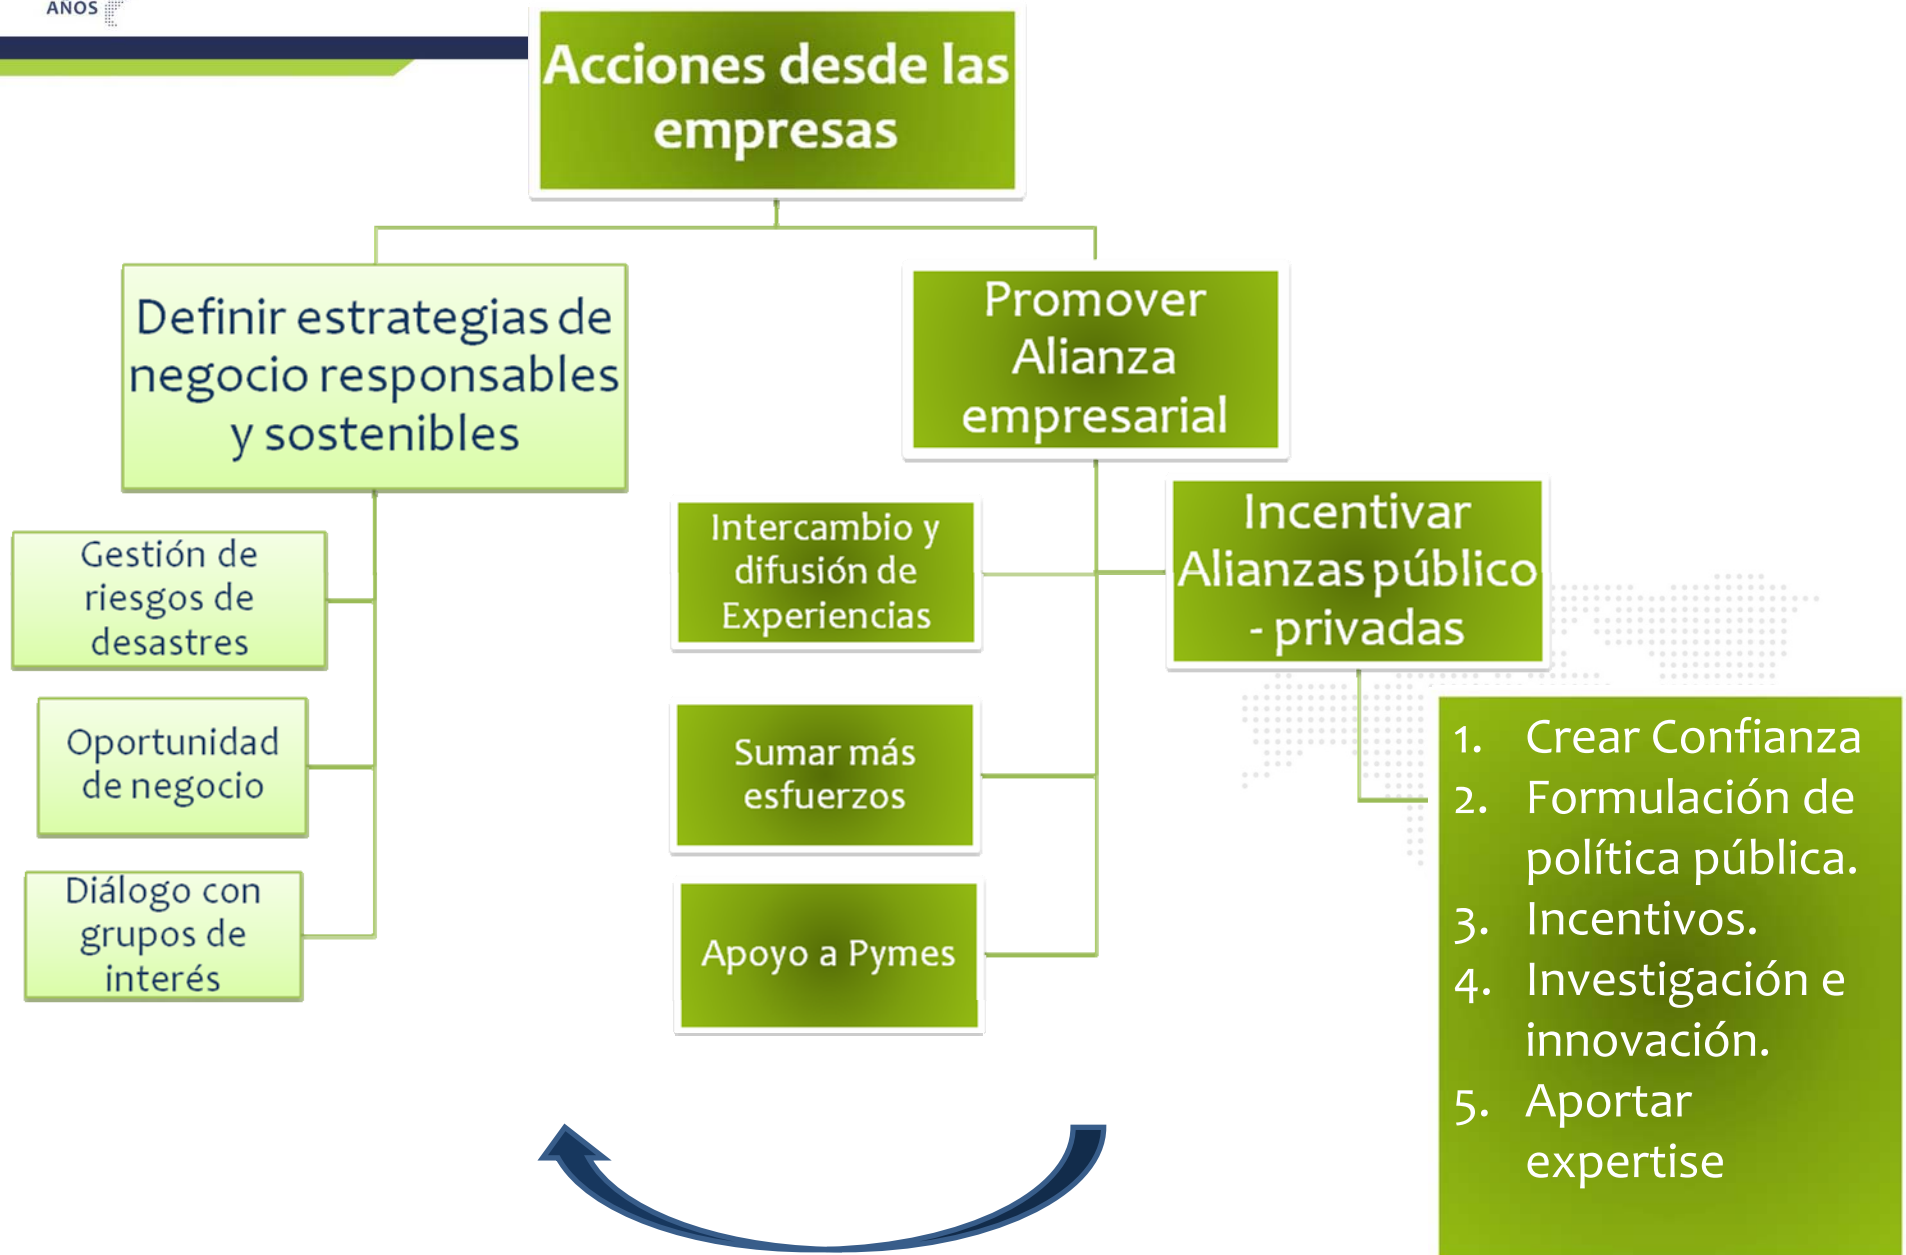 AÑOS
Acciones desde las
empresas
Definir estrategias de
negocio responsables
y sostenibles
Gestión de
riesgos de
desastres
Oportunidad
de negocio
Diálogo con
grupos de
interés
Promover
Alianza
empresarial
Intercambio y
difusión de
Experiencias
Sumar más
esfuerzos
Apoyo a Pymes
Incentivar
Alianzas público
- privadas
1. Crear Confianza
2. Formulación de
política pública.
3. Incentivos.
4. Investigación e
innovación.
5. Aportar
expertise